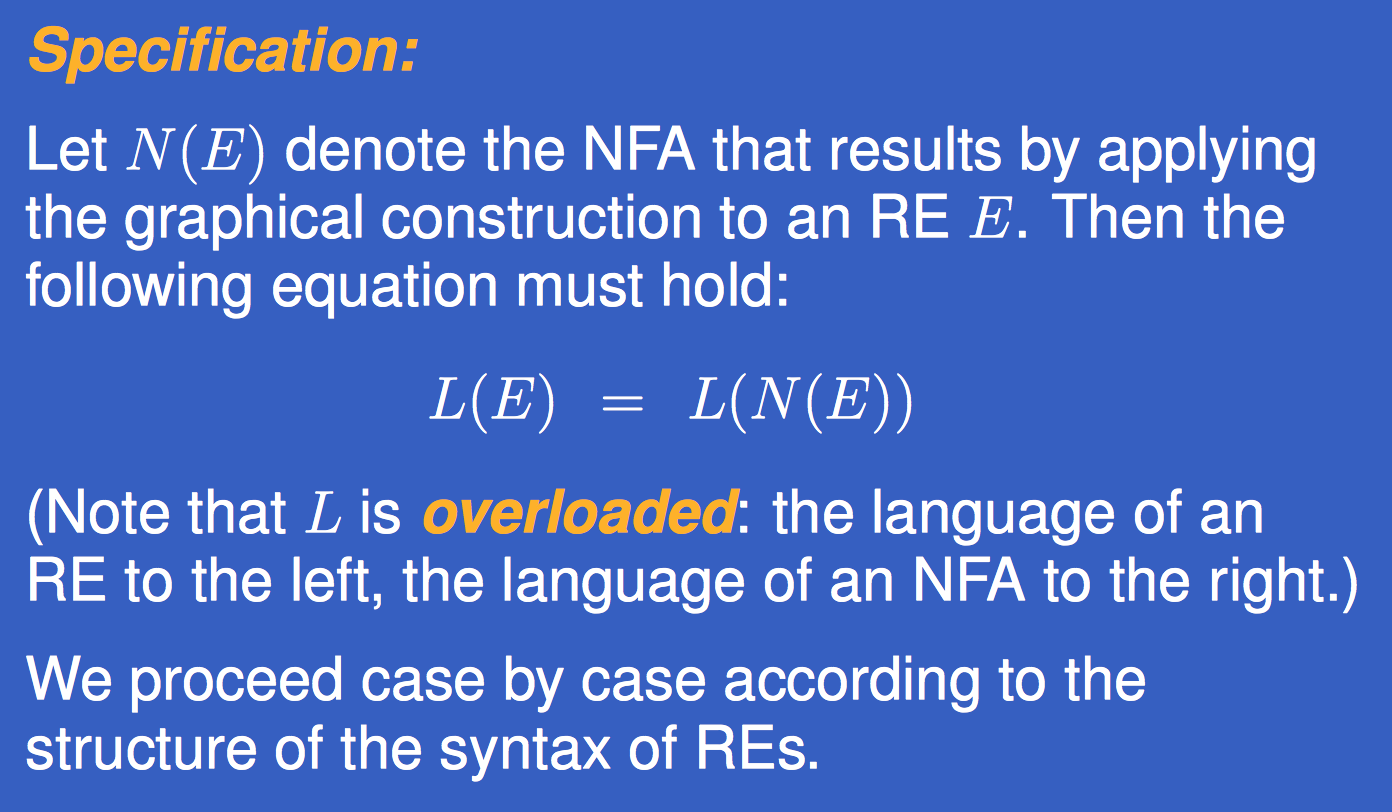 Specification:
Let N(E) denote the NFA that results by applying
the graphical construction to an RE E. Then the
following equation must hold:
L(E) = L(N(E))
(Note that L is overloaded: the language of an
RE to the left, the language of an NFA to the right.)
We proceed case by case according to the
structure of the syntax of REs.